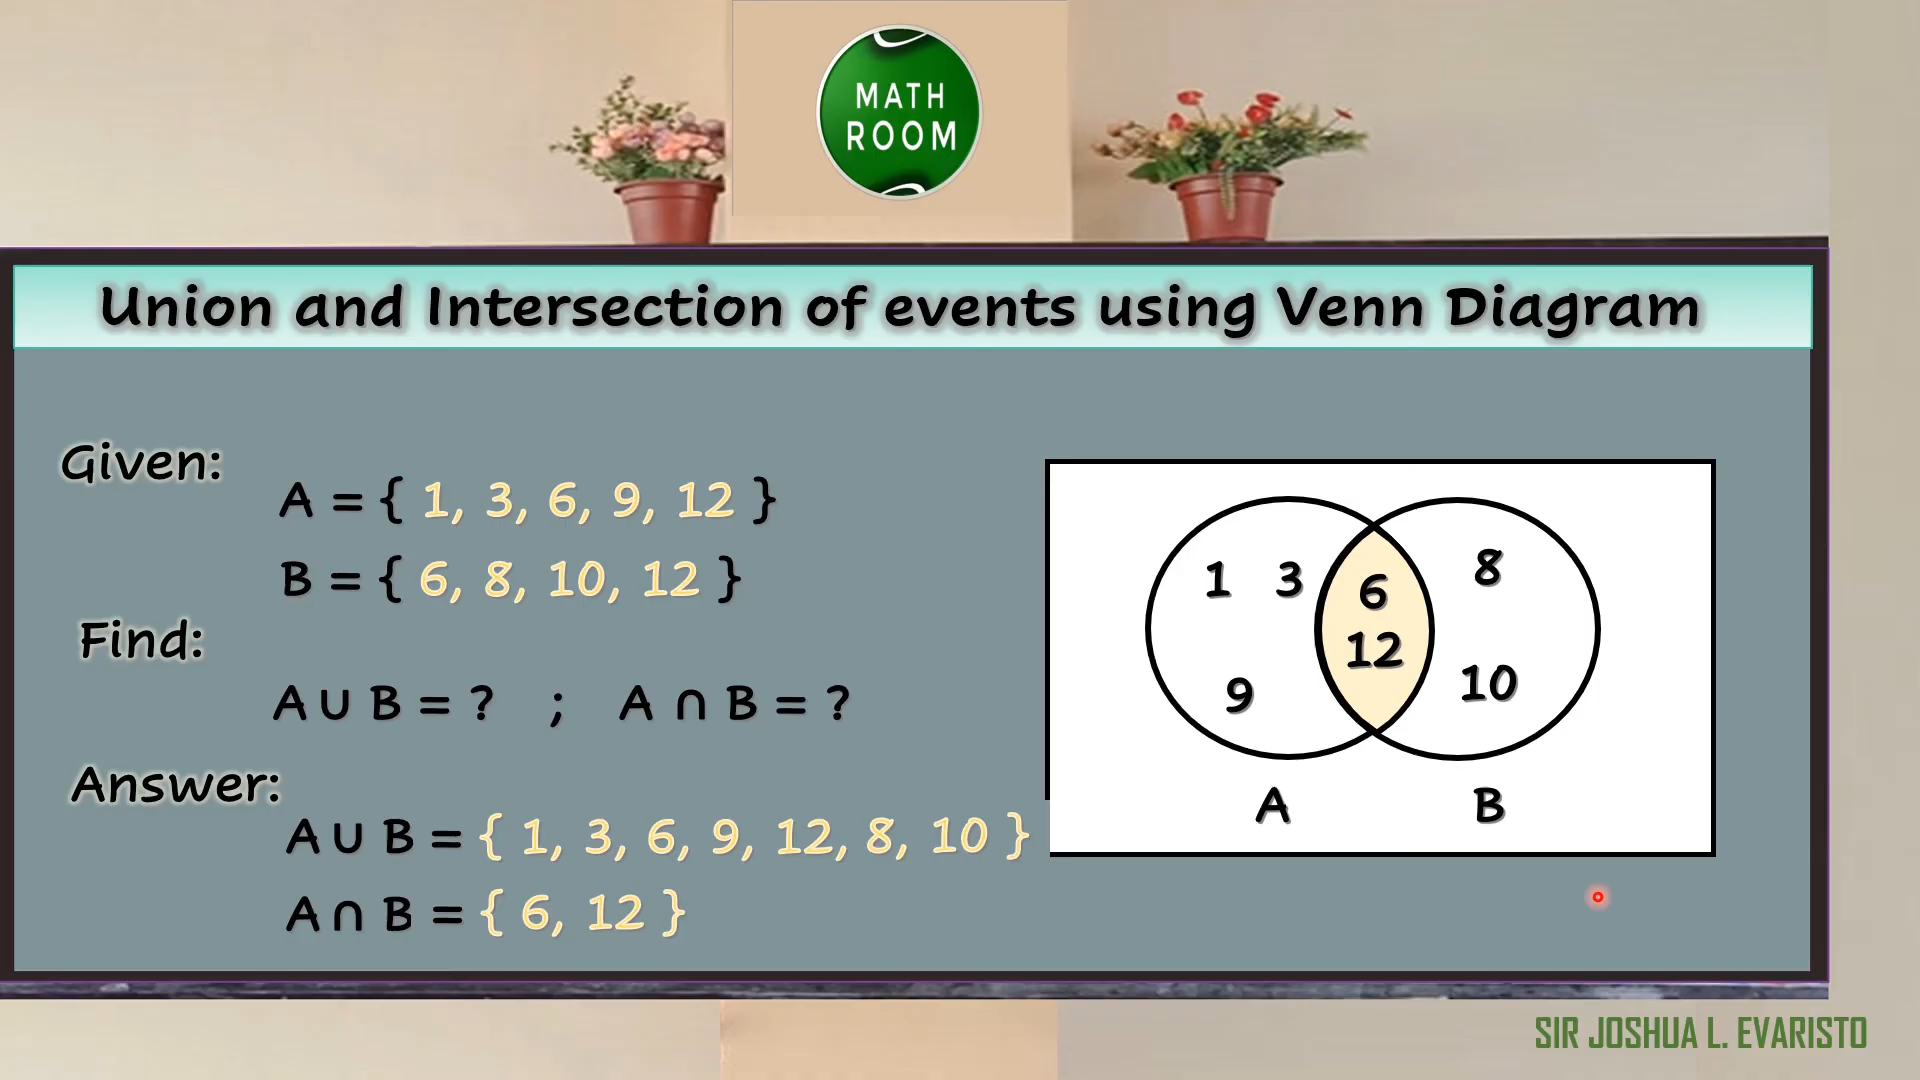 MATH
ROOM
Union and Intersection of events using Venn Diagram
Given:
A = { 1, 3, 6, 9, 12 }
B = { 6, 8, 10, 12 }
Find:
A ∪ B = ? ; A ∩ B = ?
Answer:
A ∪ B = { 1, 3, 6, 9, 12, 8, 10 }
A ∩ B = { 6, 12 }
1 3 6 8
12
9 10
A B
SIR JOSHUA L. EVARISTO